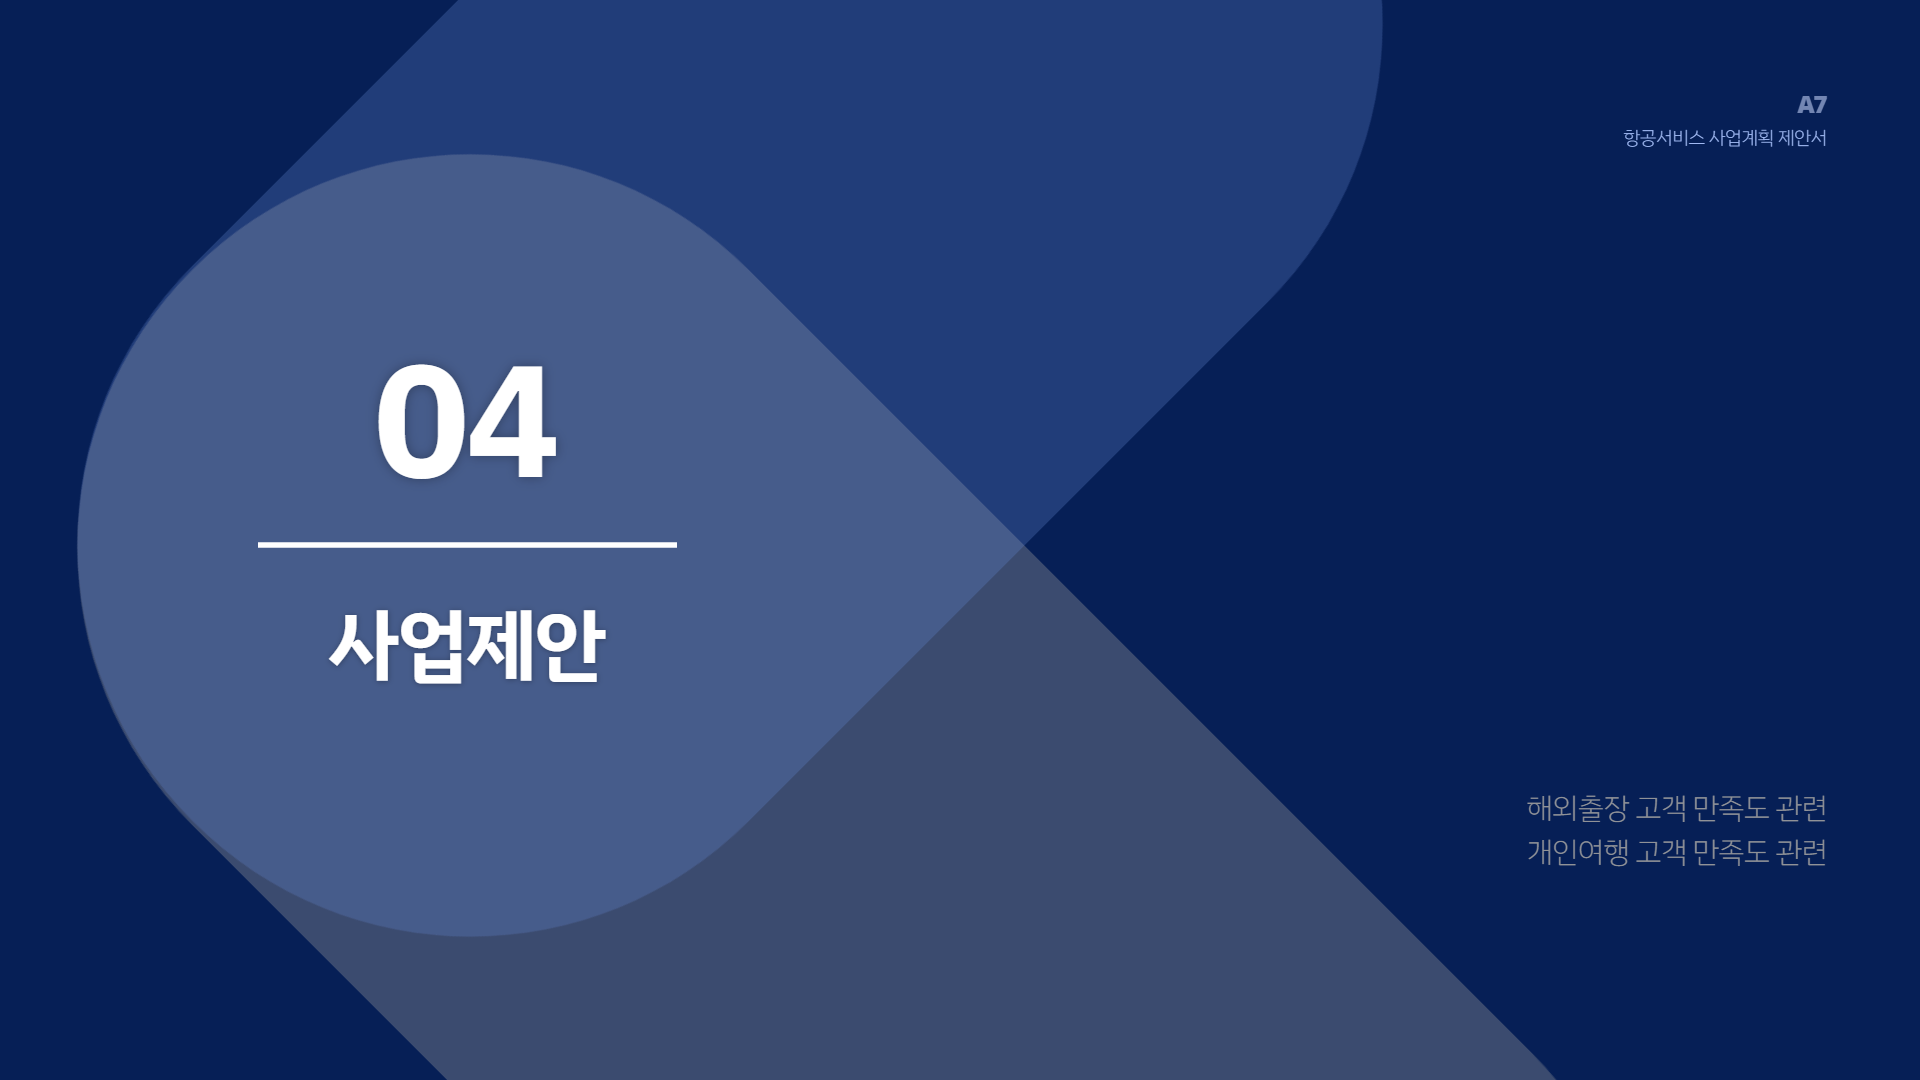 A7
항공서비스 사업계획 제안서
04
사업제안
해외출장 고객 만족도 관련
개인여행 고객 만족도 관련